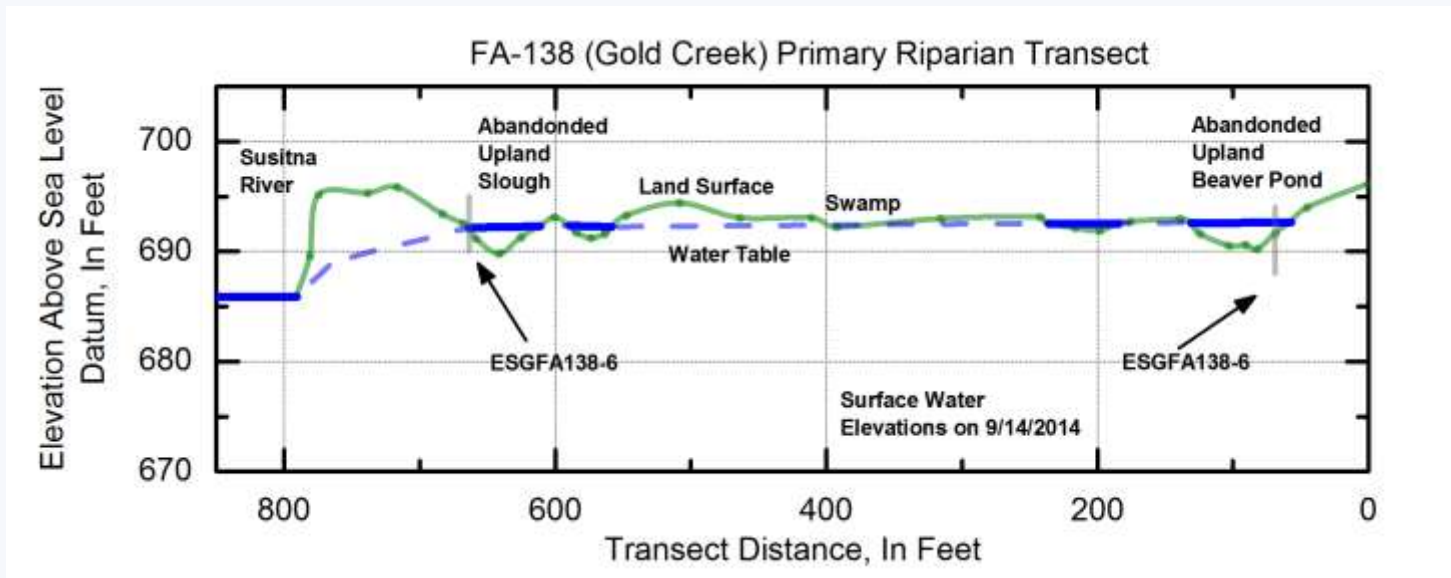 FA-138 (Gold Creek) Primary Riparian Transect
Elevation Above Sea Level
Datum, In Feet
700
690
680
670
Susitna
River
Abandonded
Upland
Slough
Land Surface
Swamp
Water Table
Abandonded
Upland
Beaver Pond
ESGFA138-6
ESGFA138-6
Surface Water
Elevations on 9/14/2014
800
600
400
200
0
Transect Distance, In Feet